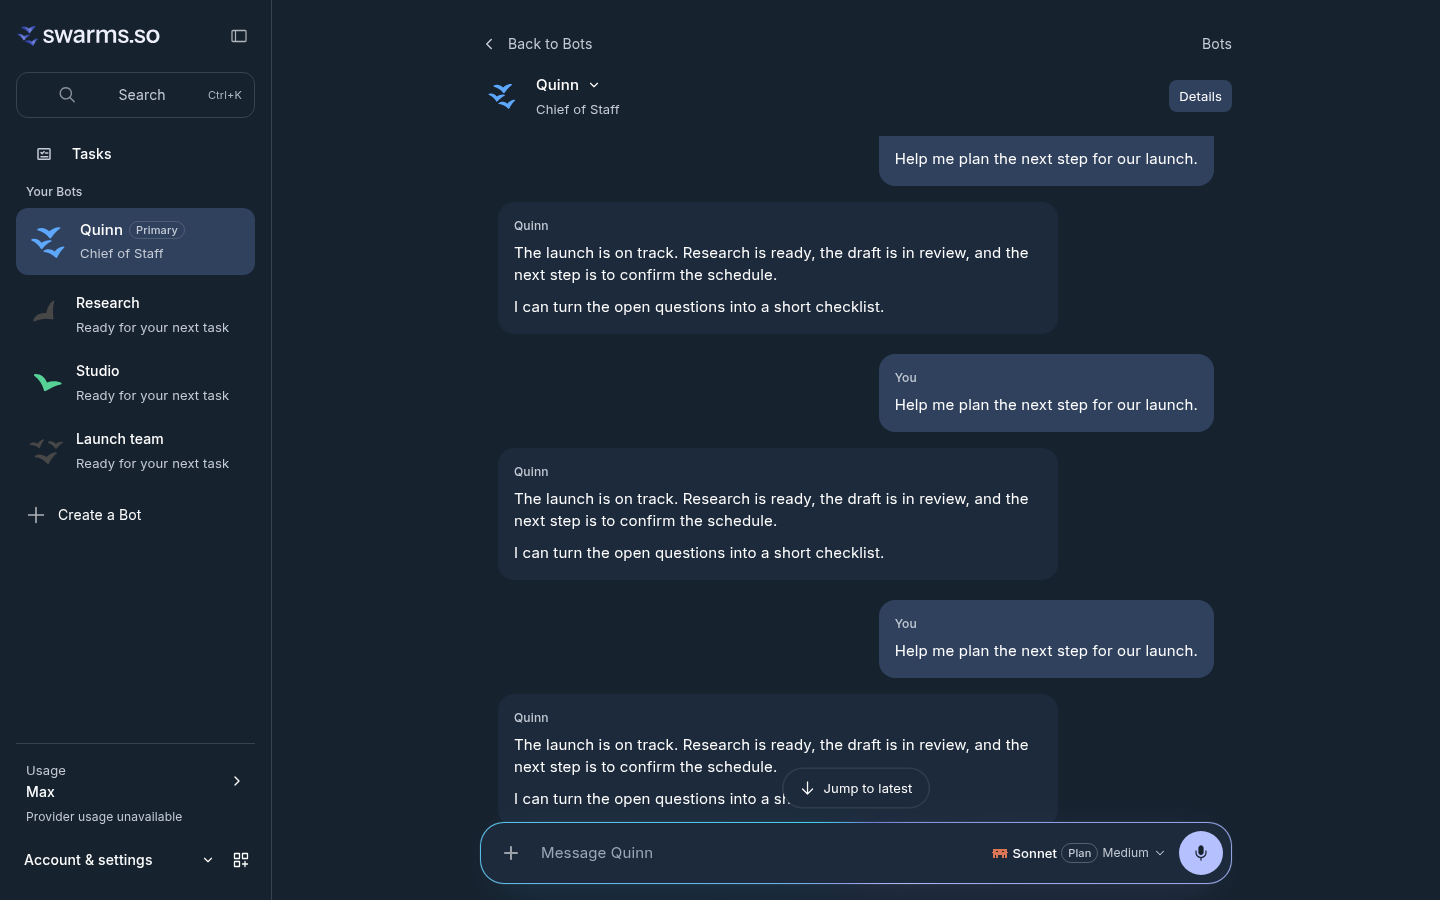 swarms.so
Search
Ctrl+K
Tasks
Your Bots
Quinn
Primary
Chief of Staff
Research
Ready for your next task
Studio
Ready for your next task
Launch team
Ready for your next task
Create a Bot
Usage
Max
Provider usage unavailable
Account & settings
Back to Bots
Bots
Quinn
Chief of Staff
Details
Help me plan the next step for our launch.
Quinn
The launch is on track. Research is ready, the draft is in review, and the
next step is to confirm the schedule.
I can turn the open questions into a short checklist.
You
Help me plan the next step for our launch.
Quinn
The launch is on track. Research is ready, the draft is in review, and the
next step is to confirm the schedule.
I can turn the open questions into a short checklist.
You
Help me plan the next step for our launch.
Quinn
The launch is on track. Research is ready, the draft is in review, and the
next step is to confirm the schedule.
I can turn the open questions into a
Jump to latest
Message Quinn
Sonnet
Plan
Medium